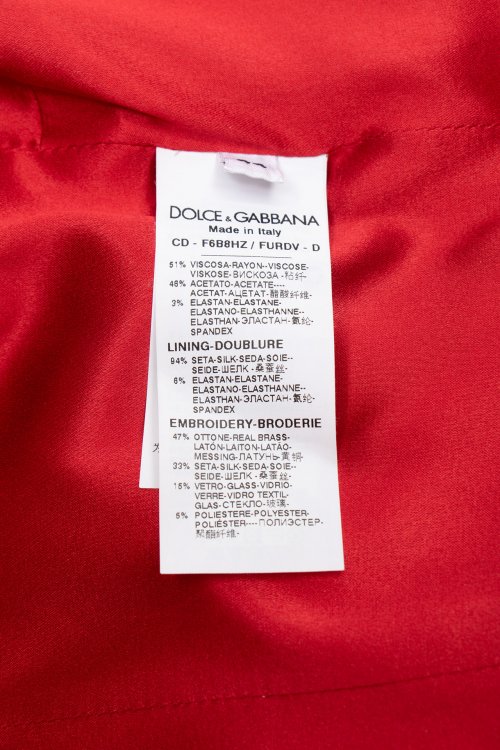 DOLCE & GABBANA
Made in Italy
CD - F6B8HZ / FURDV - D
51% VISCOSA-RAYON--VISCOSE-
VISKOSE-ВИСКОЗА-粘纤-
46% ACETATO-ACETATE----
ACETAT-АЦЕТАТ-醋酸纤维-
3% ELASTAN-ELASTANE-
ELASTANO-ELASTHANNE--
ELASTHAN-ЭЛАСТАН-氨纶-
SPANDEX
LINING-DOUBLURE
94% SETA-SILK-SEDA-SOIE--
SEIDE-ШЕЛК-桑蚕丝-
6% ELASTAN-ELASTANE-
ELASTANO-ELASTHANNE--
ELASTHAN-ЭЛАСТАН-氨纶-
SPANDEX
EMBROIDERY-BRODERIE
47% OTTONE-REAL BRASS-
LATÓN-LAITON-LATÃO-
MESSING-ЛАТУНЬ-黄铜-
33% SETA-SILK-SEDA-SOIE--
SEIDE-ШЕЛК-桑蚕丝-
15% VETRO-GLASS-VIDRIO-
VERRE-VIDRO TEXTIL-
GLAS-СТЕКЛО-玻璃-
5% POLIESTERE-POLYESTER-
POLIÉSTER----ПОЛИЭСТЕР-
聚酯纤维-